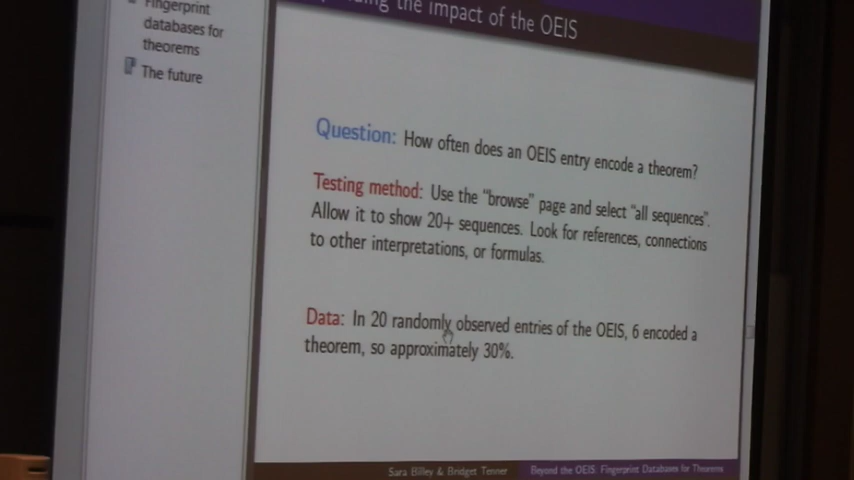 Fingerprint
databases for
theorems
The future
the impact of the OEIS
Question: How often does an OEIS entry encode a theorem?
Testing method: Use the "browse" page and select "all sequences".
Allow it to show 20+ sequences. Look for references, connections
to other interpretations, or formulas.
Data: In 20 randomly observed entries of the OEIS, 6 encoded a
theorem, so approximately 30%.
Sara Billey & Bridget Tenner
Beyond the OEIS: Fingerprint Databases for Theorems